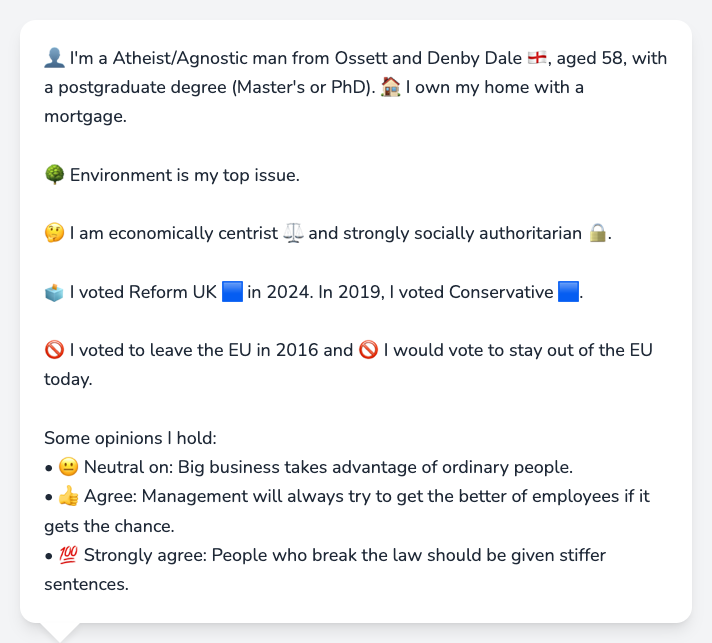 👤 I'm a Atheist/Agnostic man from Ossett and Denby Dale 🏴󠁧󠁢󠁥󠁮󠁧󠁿, aged 58, with
a postgraduate degree (Master's or PhD). 🏠 I own my home with a
mortgage.
🌳 Environment is my top issue.
🤔 I am economically centrist ⚖️ and strongly socially authoritarian 🔒.
🗳️ I voted Reform UK 🟦 in 2024. In 2019, I voted Conservative 🟦.
🚫 I voted to leave the EU in 2016 and 🚫 I would vote to stay out of the EU
today.
Some opinions I hold:
• 😐 Neutral on: Big business takes advantage of ordinary people.
• 👍 Agree: Management will always try to get the better of employees if it
gets the chance.
• 💯 Strongly agree: People who break the law should be given stiffer
sentences.